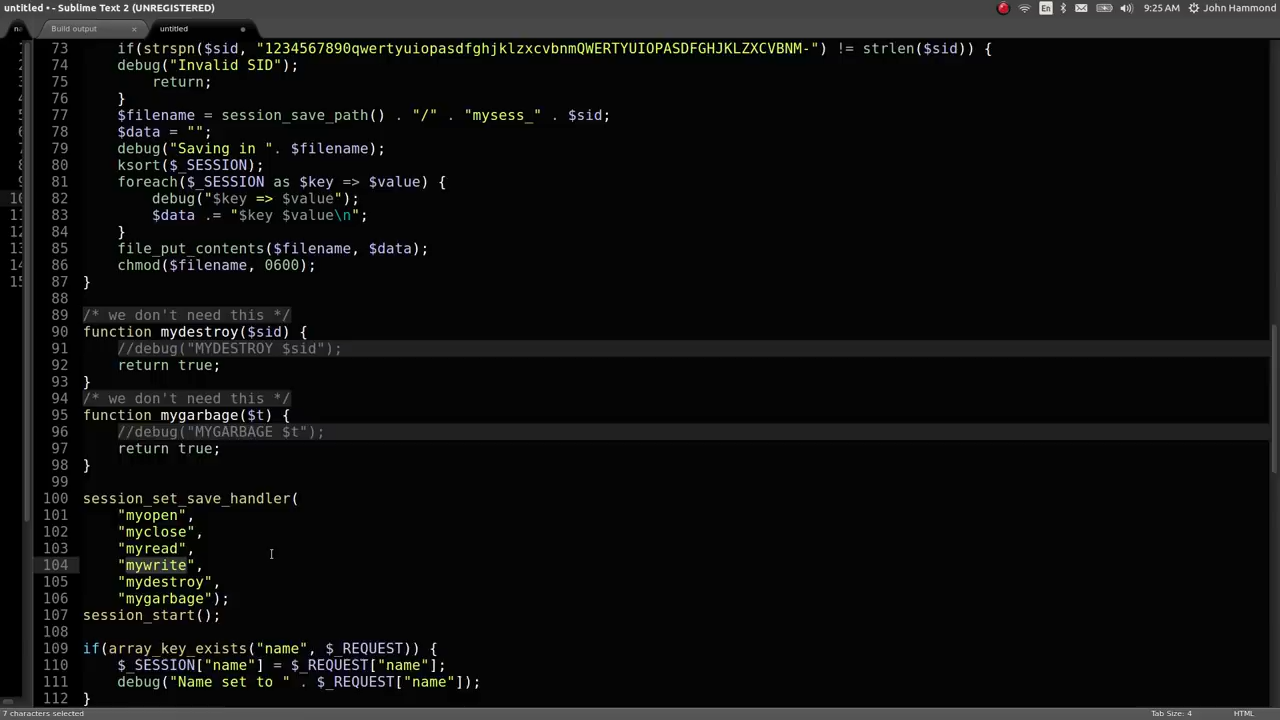 untitled • - Sublime Text 2 (UNREGISTERED)
En
9:25 AM
John Hammond
na
Build output ×
untitled
73 if(strspn($sid, "1234567890qwertyuiopasdfghjklzxcvbnmQWERTYUIOPASDFGHJKLZXCVBNM-") != strlen($sid)) {
74 debug("Invalid SID");
75 return;
76 }
77 $filename = session_save_path() . "/" . "mysess_" . $sid;
78 $data = "";
79 debug("Saving in ". $filename);
80 ksort($_SESSION);
81 foreach($_SESSION as $key => $value) {
82 debug("$key => $value");
83 $data .= "$key $value\n";
84 }
85 file_put_contents($filename, $data);
86 chmod($filename, 0600);
87 }
88
89 /* we don't need this */
90 function mydestroy($sid) {
91 //debug("MYDESTROY $sid");
92 return true;
93 }
94 /* we don't need this */
95 function mygarbage($t) {
96 //debug("MYGARBAGE $t");
97 return true;
98 }
99
100 session_set_save_handler(
101 "myopen",
102 "myclose",
103 "myread",
104 "mywrite",
105 "mydestroy",
106 "mygarbage");
107 session_start();
108
109 if(array_key_exists("name", $_REQUEST)) {
110 $_SESSION["name"] = $_REQUEST["name"];
111 debug("Name set to " . $_REQUEST["name"]);
112 }
7 characters selected
Tab Size: 4
HTML